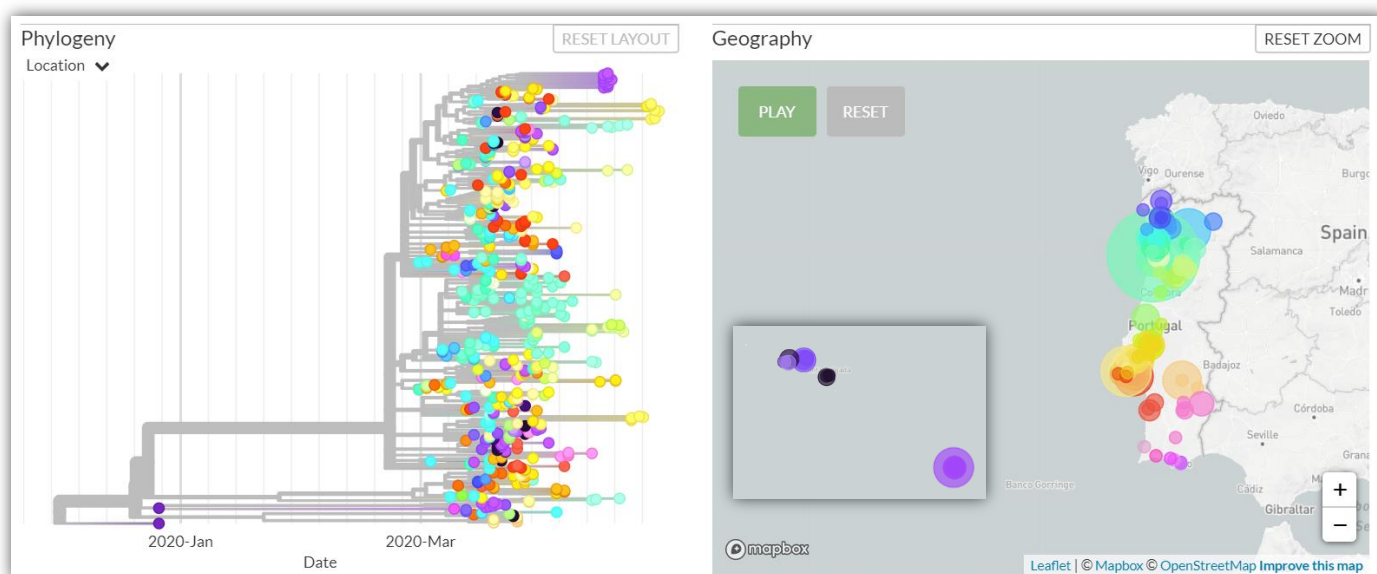 Phylogeny
RESET LAYOUT
Location
2020-Jan
2020-Mar
Date
Geography
RESET ZOOM
PLAY
RESET
Oviedo
Vigo
Ourense
Burgo
Spain
Salamanca
Madr
Toledo
Portugal
Badajoz
Córdoba
Seville
Grana
Banco Gorringe
Cádiz
Gibraltar
+
−
mapbox
Leaflet | © Mapbox © OpenStreetMap Improve this map